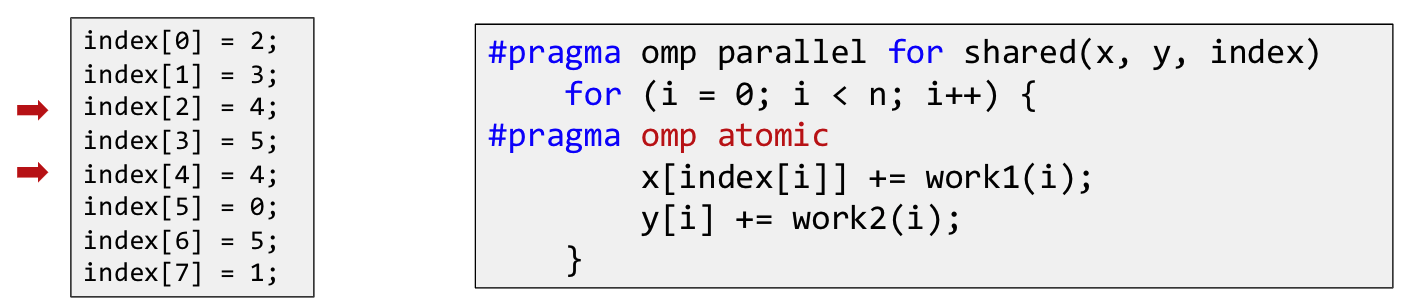 index[0] = 2;
index[1] = 3;
index[2] = 4;
index[3] = 5;
index[4] = 4;
index[5] = 0;
index[6] = 5;
index[7] = 1;
#pragma omp parallel for shared(x, y, index)
for (i = 0; i < n; i++) {
#pragma omp atomic
x[index[i]] += work1(i);
y[i] += work2(i);
}